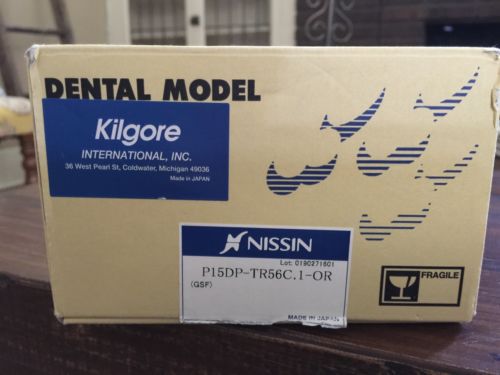 DENTAL MODEL
Kilgore
INTERNATIONAL, INC.
36 West Pearl St, Coldwater, Michigan 49036
Made in JAPAN
NISSIN
Lot: 0190271601
P15DP-TR56C.1-OR
(GSF)
MADE IN JAPAN
FRAGILE